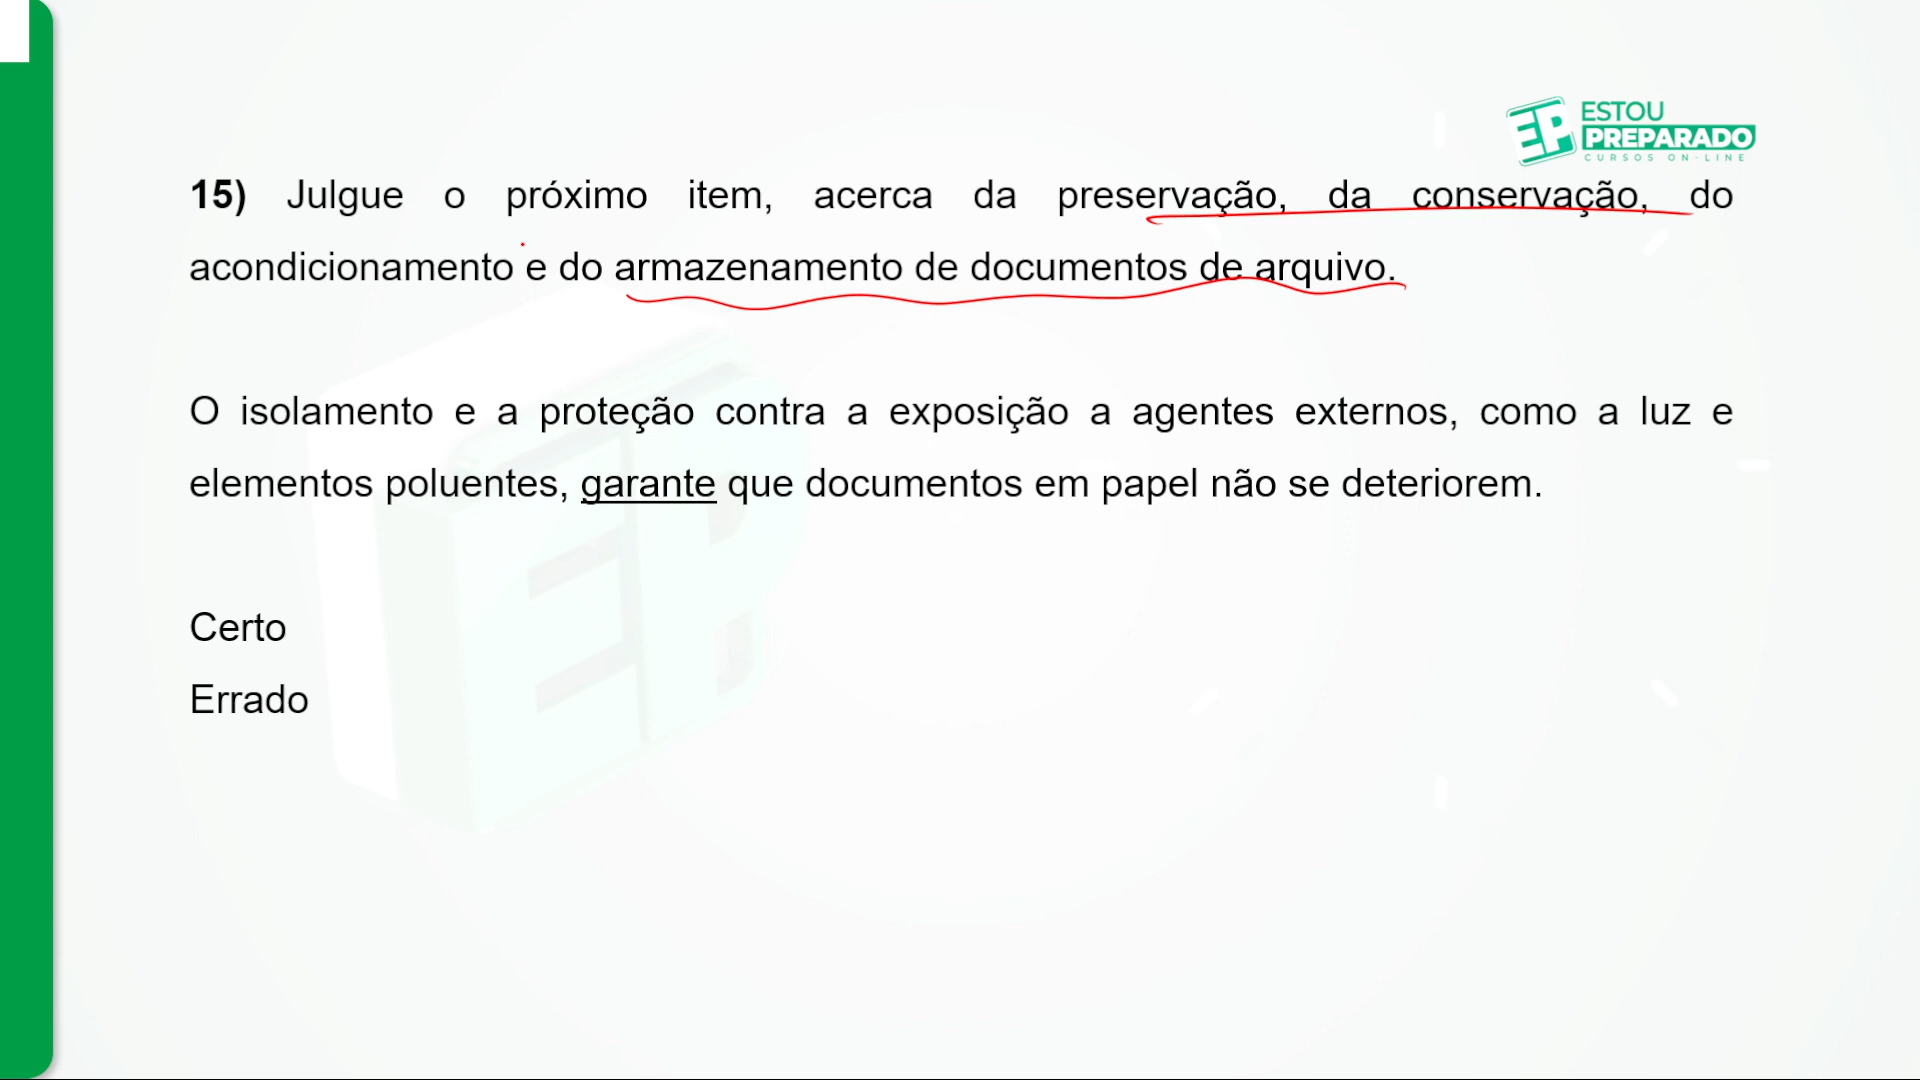 ESTOU
PREPARADO
CURSOS ON-LINE
15) Julgue o próximo item, acerca da preservação, da conservação, do
acondicionamento e do armazenamento de documentos de arquivo.
O isolamento e a proteção contra a exposição a agentes externos, como a luz e
elementos poluentes, garante que documentos em papel não se deteriorem.
Certo
Errado